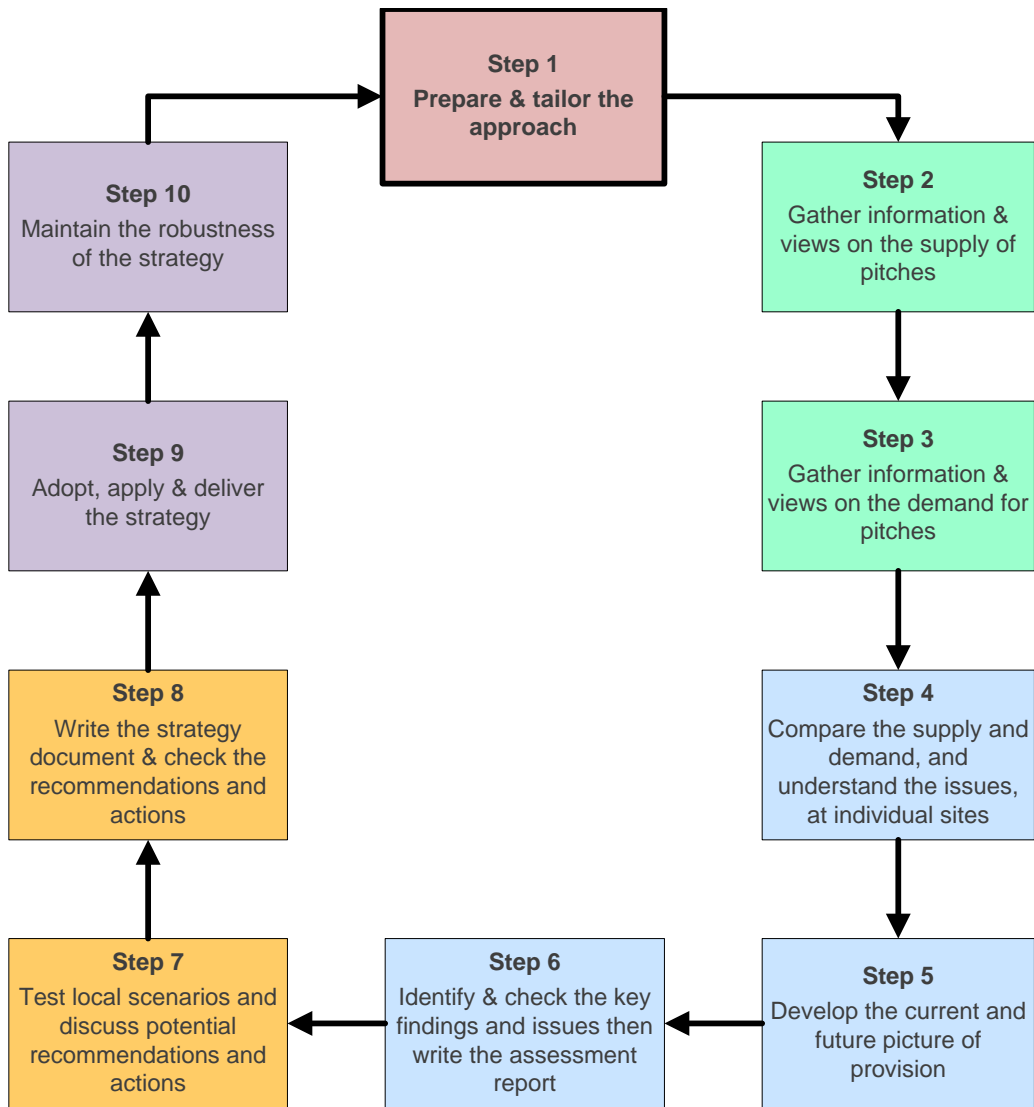 Step 1
Prepare & tailor the
approach
Step 2
Gather information &
views on the supply of
pitches
Step 3
Gather information &
views on the demand for
pitches
Step 4
Compare the supply and
demand, and
understand the issues,
at individual sites
Step 5
Develop the current and
future picture of
provision
Step 6
Identify & check the key
findings and issues then
write the assessment
report
Step 7
Test local scenarios and
discuss potential
recommendations and
actions
Step 8
Write the strategy
document & check the
recommendations and
actions
Step 9
Adopt, apply & deliver
the strategy
Step 10
Maintain the robustness
of the strategy